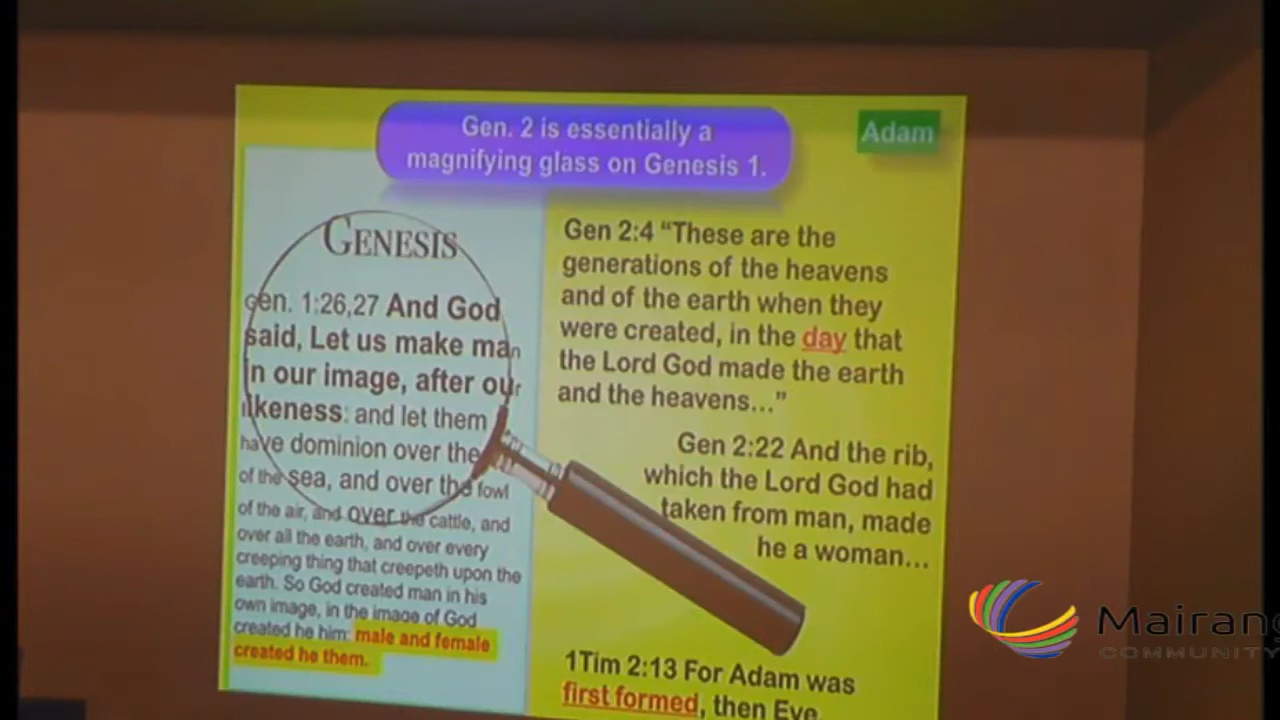 Gen. 2 is essentially a
magnifying glass on Genesis 1.
Adam
GENESIS
Gen. 1:26,27 And God
said, Let us make man
in our image, after our
likeness: and let them
have dominion over the
of the sea, and over the fowl
of the air, and over the cattle, and
over all the earth, and over every
creeping thing that creepeth upon the
earth. So God created man in his
own image, in the image of God
created he him: male and female
created he them.
Gen 2:4 “These are the
generations of the heavens
and of the earth when they
were created, in the day that
the Lord God made the earth
and the heavens…”
Gen 2:22 And the rib,
which the Lord God had
taken from man, made
he a woman…
1Tim 2:13 For Adam was
first formed, then Eve.
Mairang
COMMUNITY